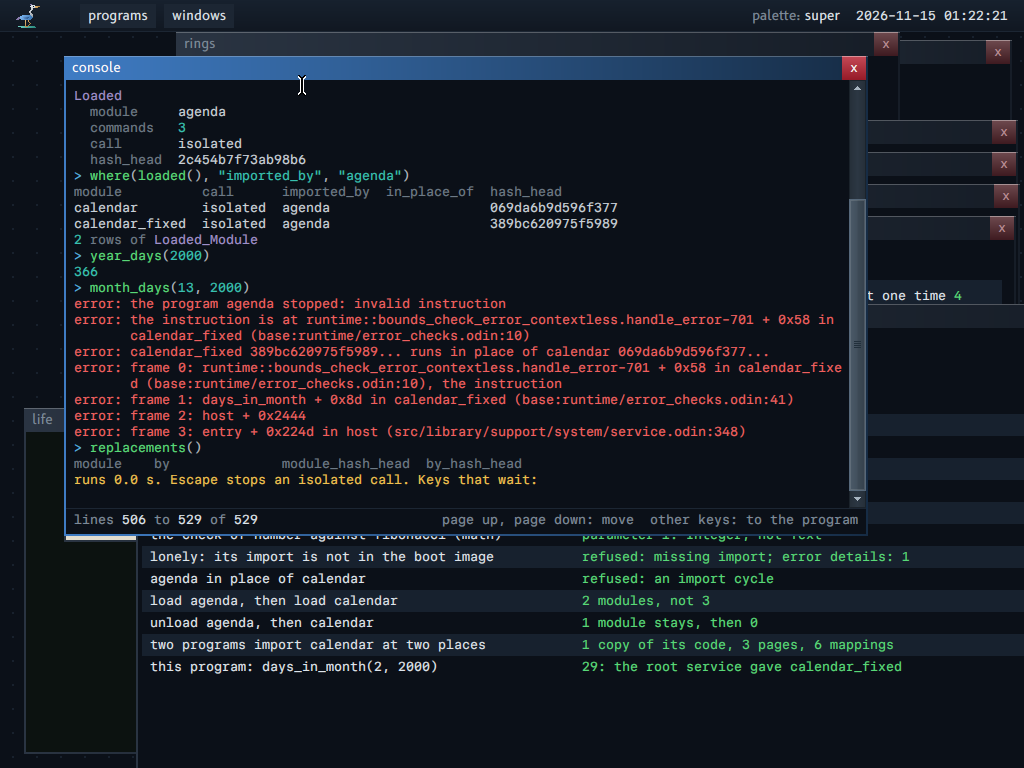 programs windows palette: super 2026-11-15 01:22:21
rings x
x
console x
Loaded
module agenda
commands 3
call isolated
hash_head 2c454b7f73ab98b6
> where(loaded(), "imported_by", "agenda")
module call imported_by in_place_of hash_head
calendar isolated agenda 069da6b9d596f377
calendar_fixed isolated agenda 389bc620975f5989
2 rows of Loaded_Module
> year_days(2000)
366
> month_days(13, 2000)
error: the program agenda stopped: invalid instruction
error: the instruction is at runtime::bounds_check_error_contextless.handle_error-701 + 0x58 in
calendar_fixed (base:runtime/error_checks.odin:10)
error: calendar_fixed 389bc620975f5989... runs in place of calendar 069da6b9d596f377...
error: frame 0: runtime::bounds_check_error_contextless.handle_error-701 + 0x58 in calendar_fixe
d (base:runtime/error_checks.odin:10), the instruction
error: frame 1: days_in_month + 0x8d in calendar_fixed (base:runtime/error_checks.odin:41)
error: frame 2: host + 0x2444
error: frame 3: entry + 0x224d in host (src/library/support/system/service.odin:348)
> replacements()
module by module_hash_head by_hash_head
runs 0.0 s. Escape stops an isolated call. Keys that wait:
lines 506 to 529 of 529 page up, page down: move other keys: to the program
x
x
x
x
t one time 4
life
the check of number against fibonacci (math) parameter 1: integer, not Text
lonely: its import is not in the boot image refused: missing import; error details: 1
agenda in place of calendar refused: an import cycle
load agenda, then load calendar 2 modules, not 3
unload agenda, then calendar 1 module stays, then 0
two programs import calendar at two places 1 copy of its code, 3 pages, 6 mappings
this program: days_in_month(2, 2000) 29: the root service gave calendar_fixed